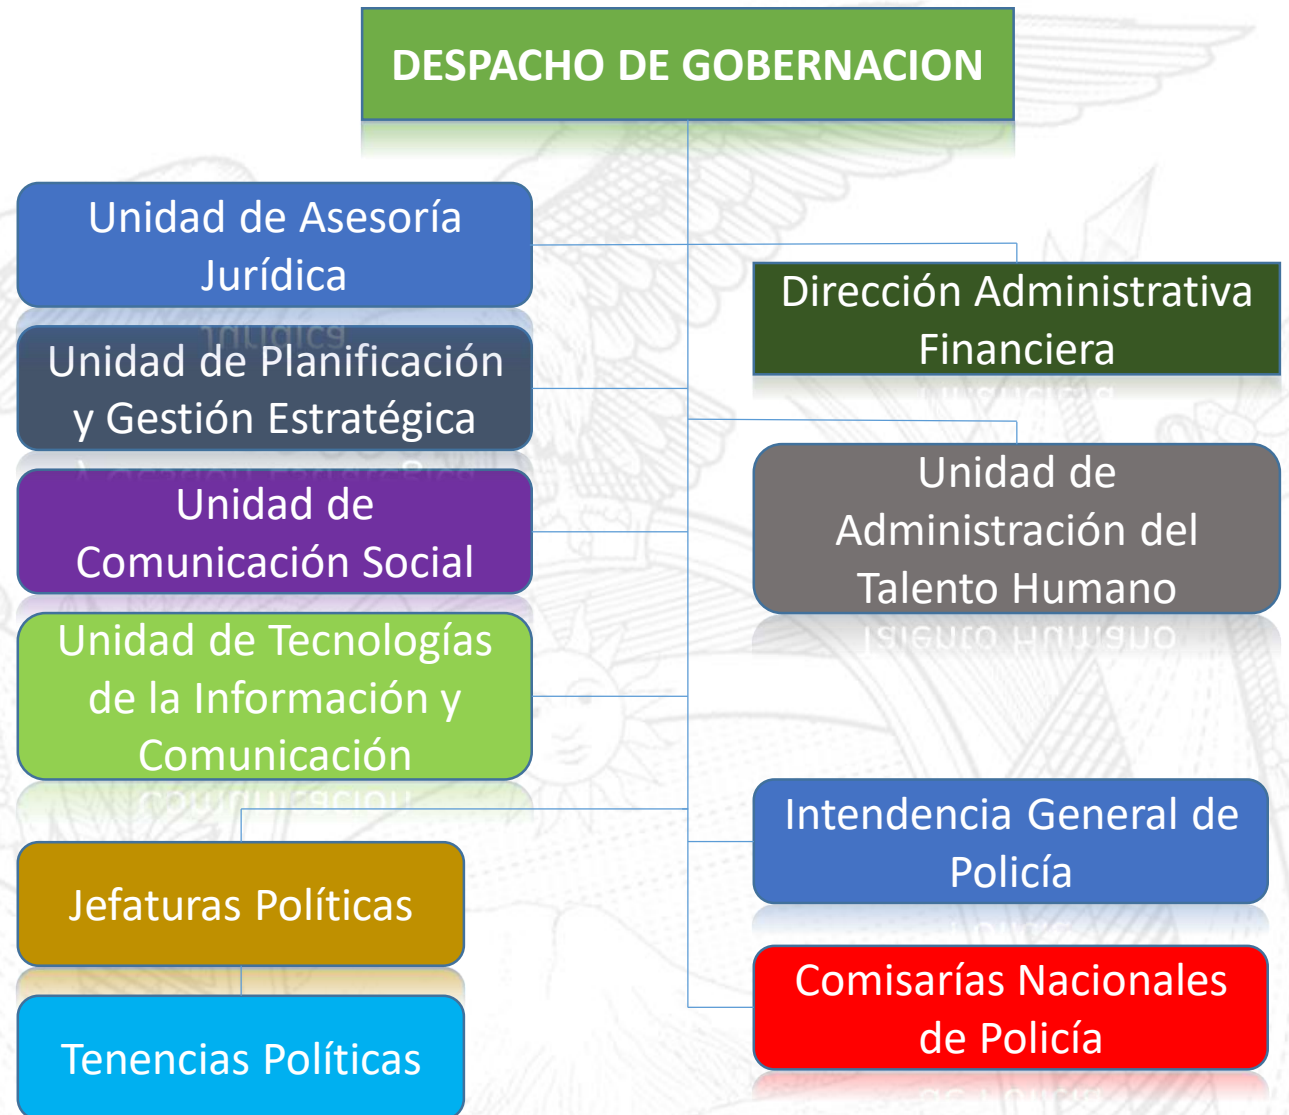 DESPACHO DE GOBERNACION
Unidad de Asesoría
Jurídica
Dirección Administrativa
Financiera
Unidad de Planificación
y Gestión Estratégica
Unidad de
Administración del
Talento Humano
Unidad de
Comunicación Social
Unidad de Tecnologías
de la Información y
Comunicación
Intendencia General de
Policía
Jefaturas Políticas
Comisarías Nacionales
de Policía
Tenencias Políticas